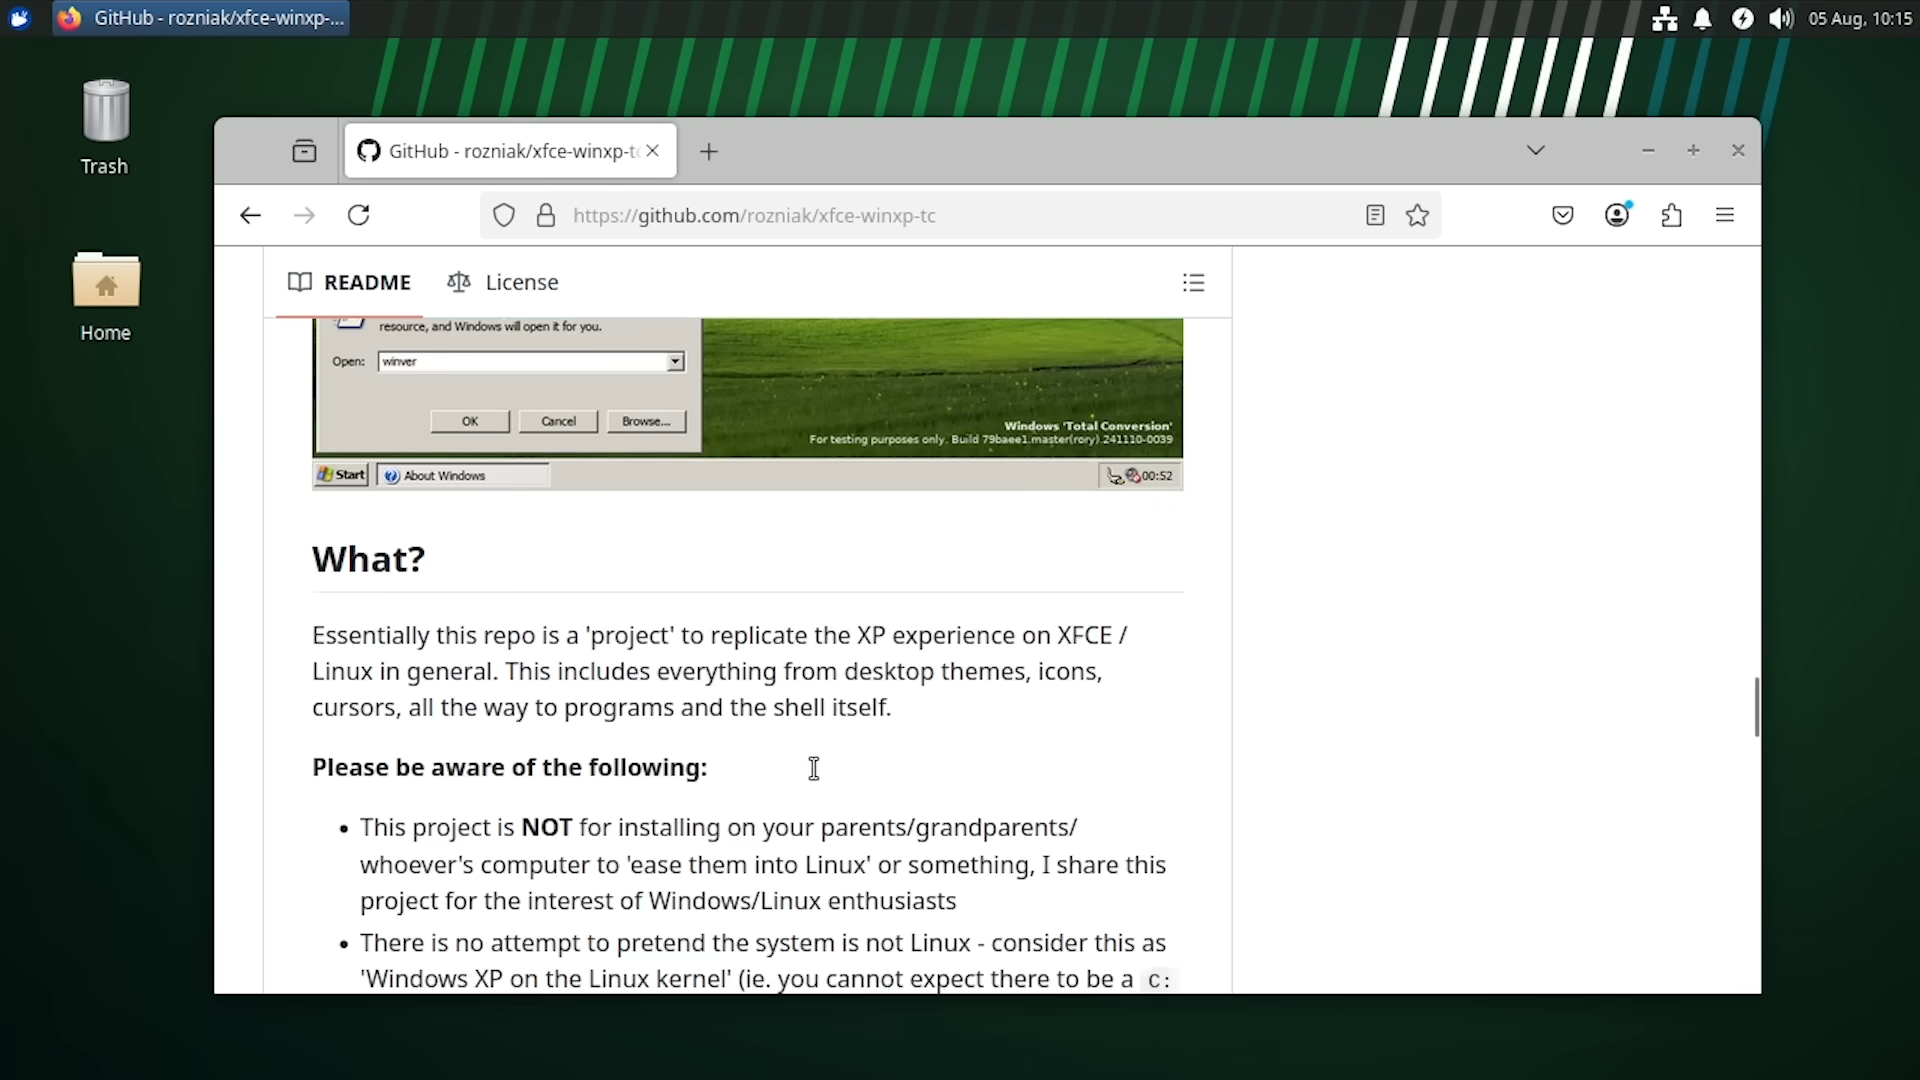 GitHub - rozniak/xfce-winxp-...
05 Aug, 10:15
Trash
Home
GitHub - rozniak/xfce-winxp-tc
https://github.com/rozniak/xfce-winxp-tc
README
License
resource, and Windows will open it for you.
Open: winver
OK Cancel Browse...
Windows 'Total Conversion'
For testing purposes only. Build 79baee1.master(rory).241110-0039
Start About Windows 00:52
What?
Essentially this repo is a 'project' to replicate the XP experience on XFCE /
Linux in general. This includes everything from desktop themes, icons,
cursors, all the way to programs and the shell itself.
Please be aware of the following:
• This project is NOT for installing on your parents/grandparents/
whoever's computer to 'ease them into Linux' or something, I share this
project for the interest of Windows/Linux enthusiasts
• There is no attempt to pretend the system is not Linux - consider this as
'Windows XP on the Linux kernel' (ie. you cannot expect there to be a C: